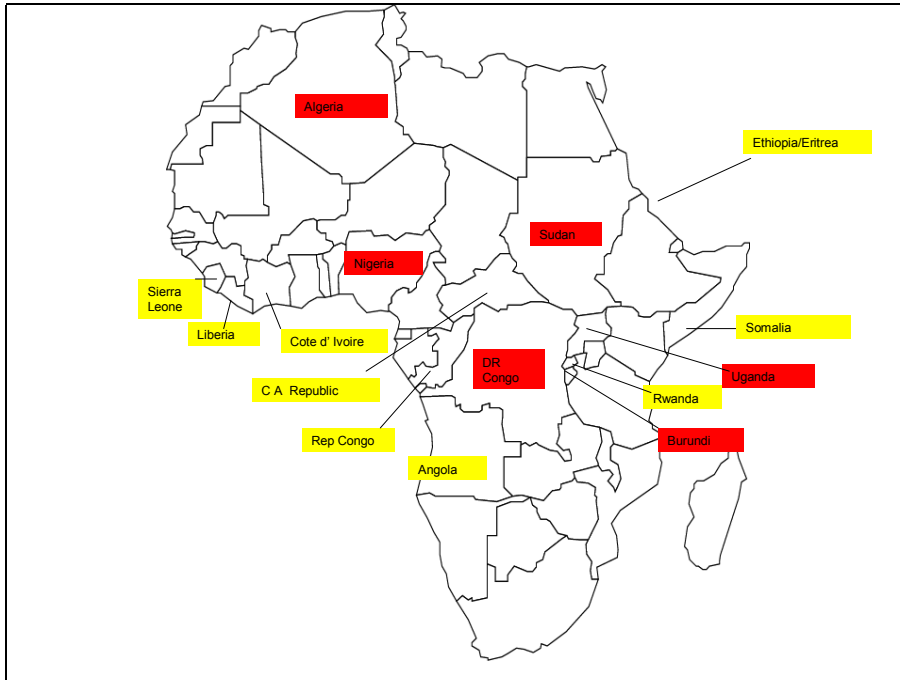 Algeria
Ethiopia/Eritrea
Sudan
Nigeria
Sierra
Leone
Liberia
Cote d' Ivoire
Somalia
DR
Congo
Uganda
C A Republic
Rwanda
Rep Congo
Burundi
Angola